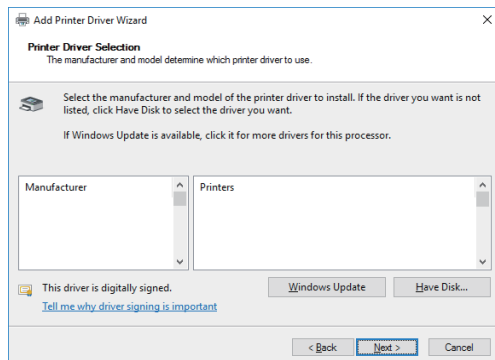 Add Printer Driver Wizard
Printer Driver Selection
The manufacturer and model determine which printer driver to use.
Select the manufacturer and model of the printer driver to install. If the driver you want is not
listed, click Have Disk to select the driver you want.
If Windows Update is available, click it for more drivers for this processor.
Manufacturer
Printers
This driver is digitally signed.
Tell me why driver signing is important
Windows Update
Have Disk...
< Back
Next >
Cancel